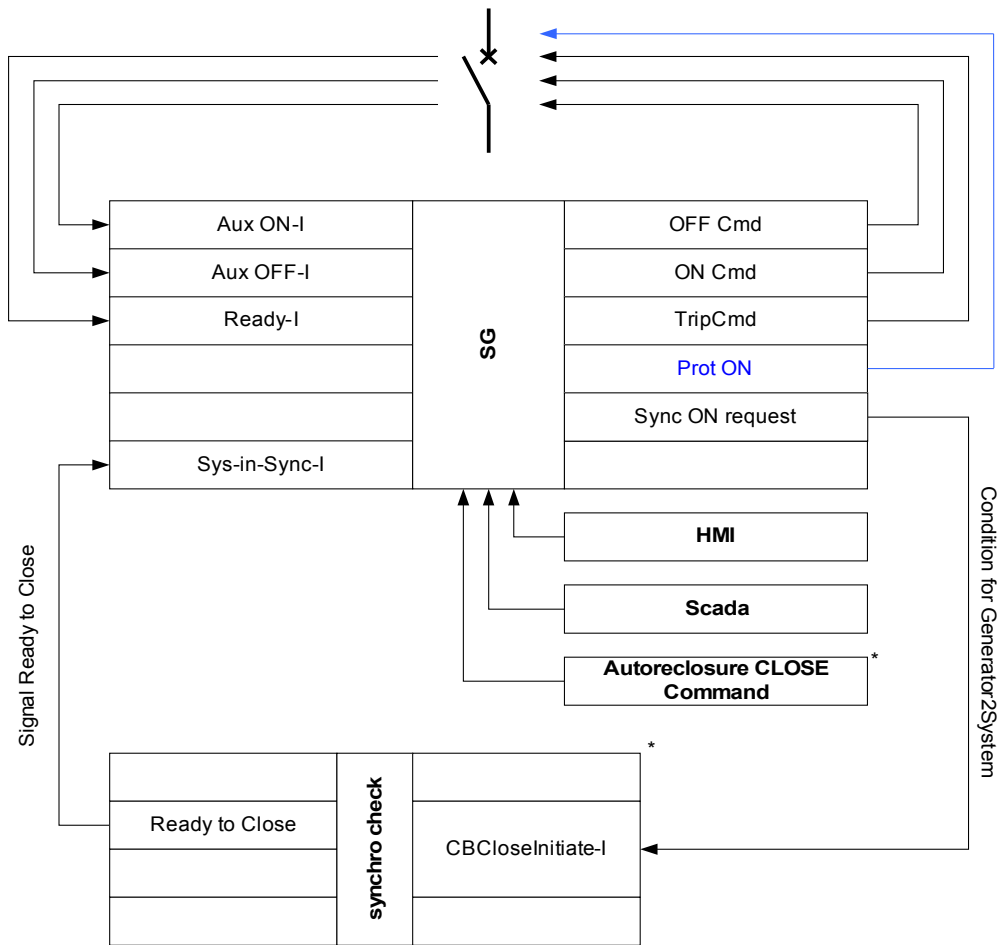 Aux ON-I
OFF Cmd
Aux OFF-I
ON Cmd
Ready-I
TripCmd
SG
Prot ON
Sync ON request
Sys-in-Sync-I
HMI
Scada
Autoreclosure CLOSE
Command
*
Signal Ready to Close
Condition for Generator2System
*
Ready to Close
synchro check
CBCloseInitiate-I